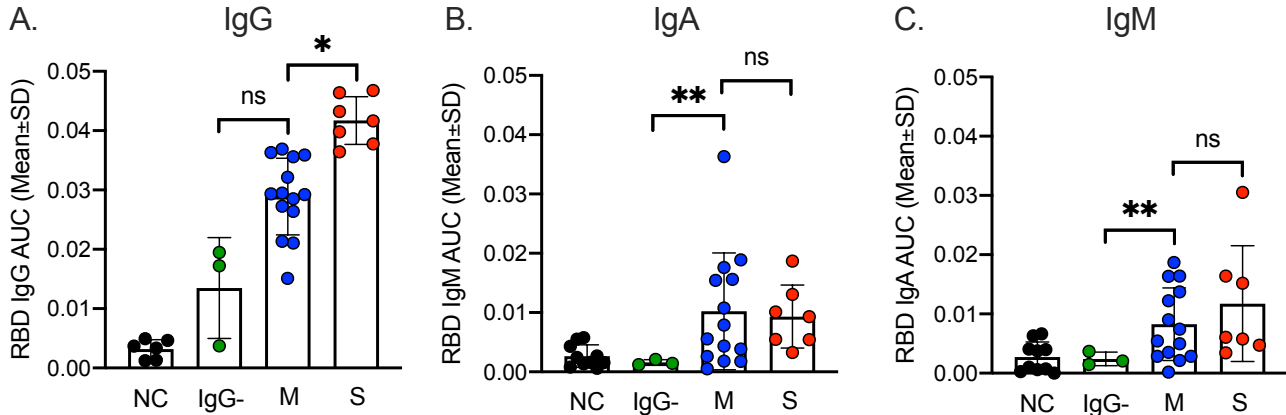 A. IgG
RBD IgG AUC (Mean±SD)
0.05
0.04
0.03
0.02
0.01
0.00
ns
*
NC IgG- M S
B. IgA
RBD IgM AUC (Mean±SD)
0.05
0.04
0.03
0.02
0.01
0.00
**
ns
NC IgG- M S
C. IgM
RBD IgA AUC (Mean±SD)
0.05
0.04
0.03
0.02
0.01
0.00
**
ns
NC IgG- M S